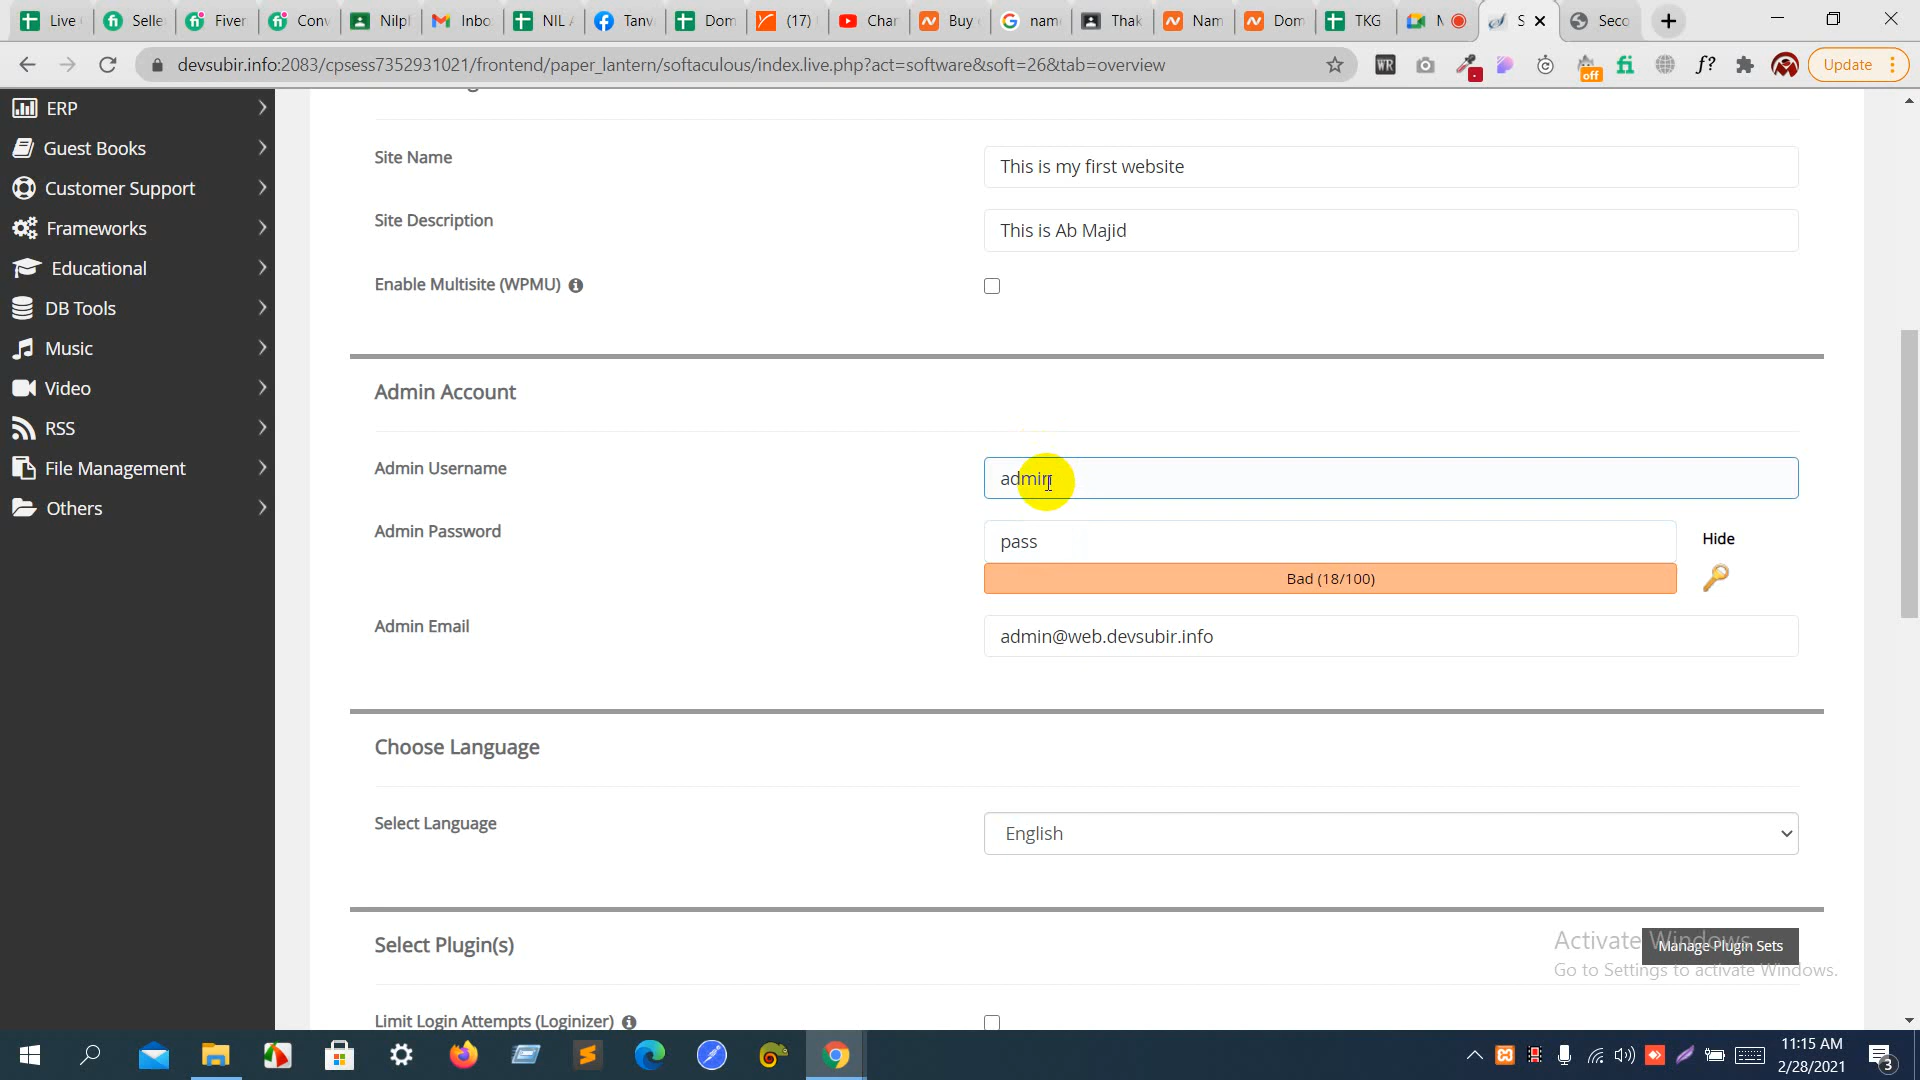 Live
Selle
Fiver
Conv
Nilph
Inbo
NIL A
Tanv
Dom
(17)
Char
Buy
nam
Thak
Nam
Dom
TKG
M
S
Seco
devsubir.info:2083/cpsess7352931021/frontend/paper_lantern/softaculous/index.live.php?act=software&soft=26&tab=overview
WR
off
f?
Update
ERP
Guest Books
Customer Support
Frameworks
Educational
DB Tools
Music
Video
RSS
File Management
Others
Site Name
This is my first website
Site Description
This is Ab Majid
Enable Multisite (WPMU)
Admin Account
Admin Username
admin
Admin Password
pass
Hide
Bad (18/100)
Admin Email
admin@web.devsubir.info
Choose Language
Select Language
English
Select Plugin(s)
Manage Plugin Sets
Activate Windows
Go to Settings to activate Windows.
Limit Login Attempts (Loginizer)
11:15 AM
2/28/2021
3